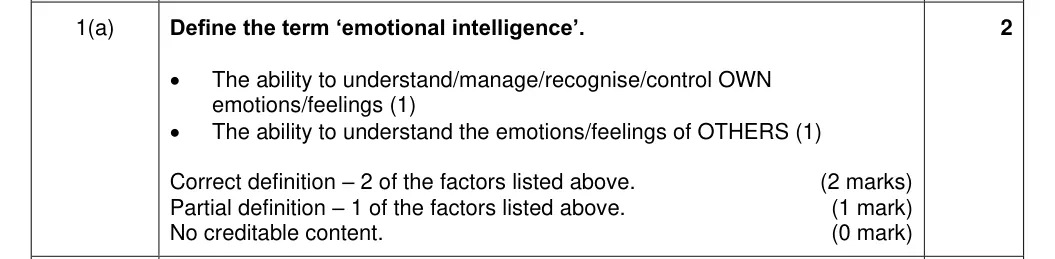 1(a) Define the term ‘emotional intelligence’. 2
• The ability to understand/manage/recognise/control OWN
emotions/feelings (1)
• The ability to understand the emotions/feelings of OTHERS (1)
Correct definition – 2 of the factors listed above. (2 marks)
Partial definition – 1 of the factors listed above. (1 mark)
No creditable content. (0 mark)